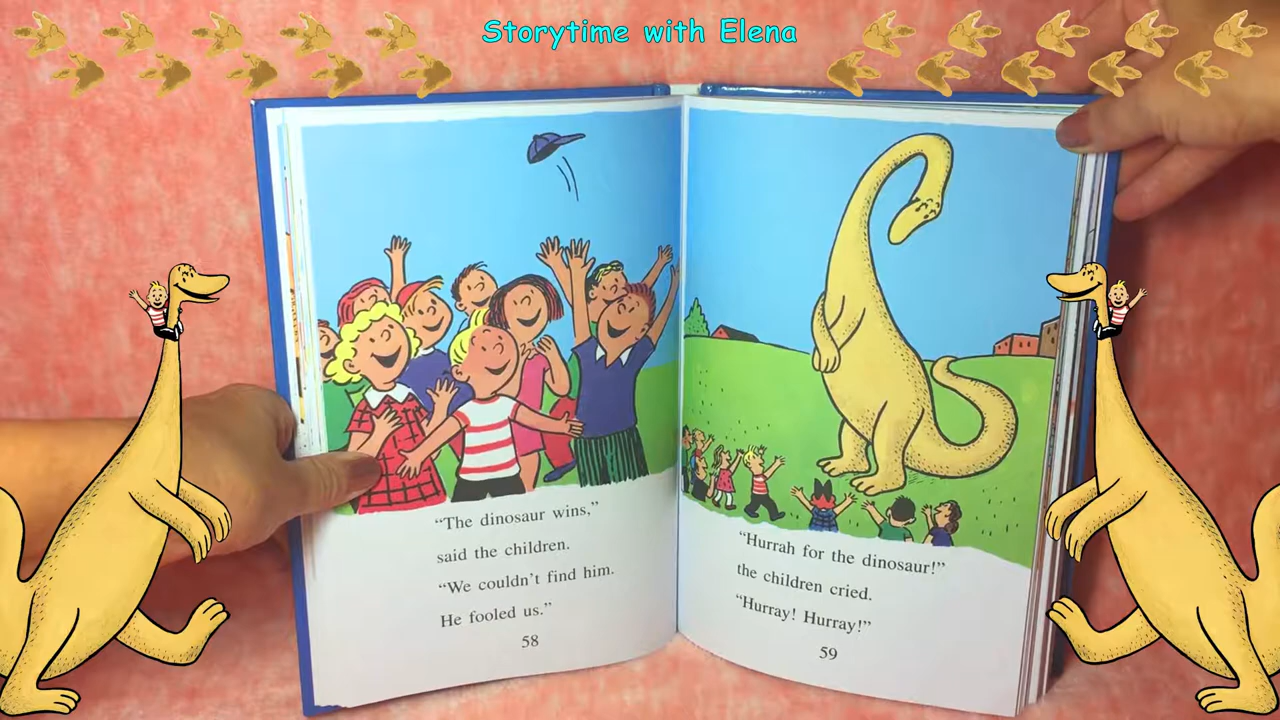 Storytime with Elena
“The dinosaur wins,”
said the children.
“We couldn’t find him.
He fooled us.”
58
“Hurrah for the dinosaur!”
the children cried.
“Hurray! Hurray!”
59